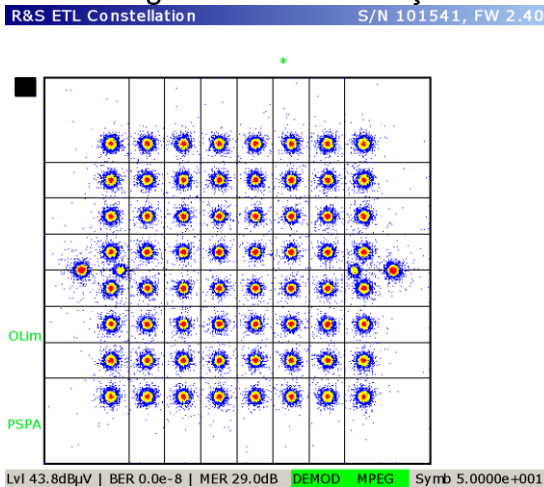 R&S ETL Constellation S/N 101541, FW 2.40
*
OLim
PSPA
Lvl 43.8dBµV | BER 0.0e-8 | MER 29.0dB DEMOD MPEG Symb 5.0000e+001